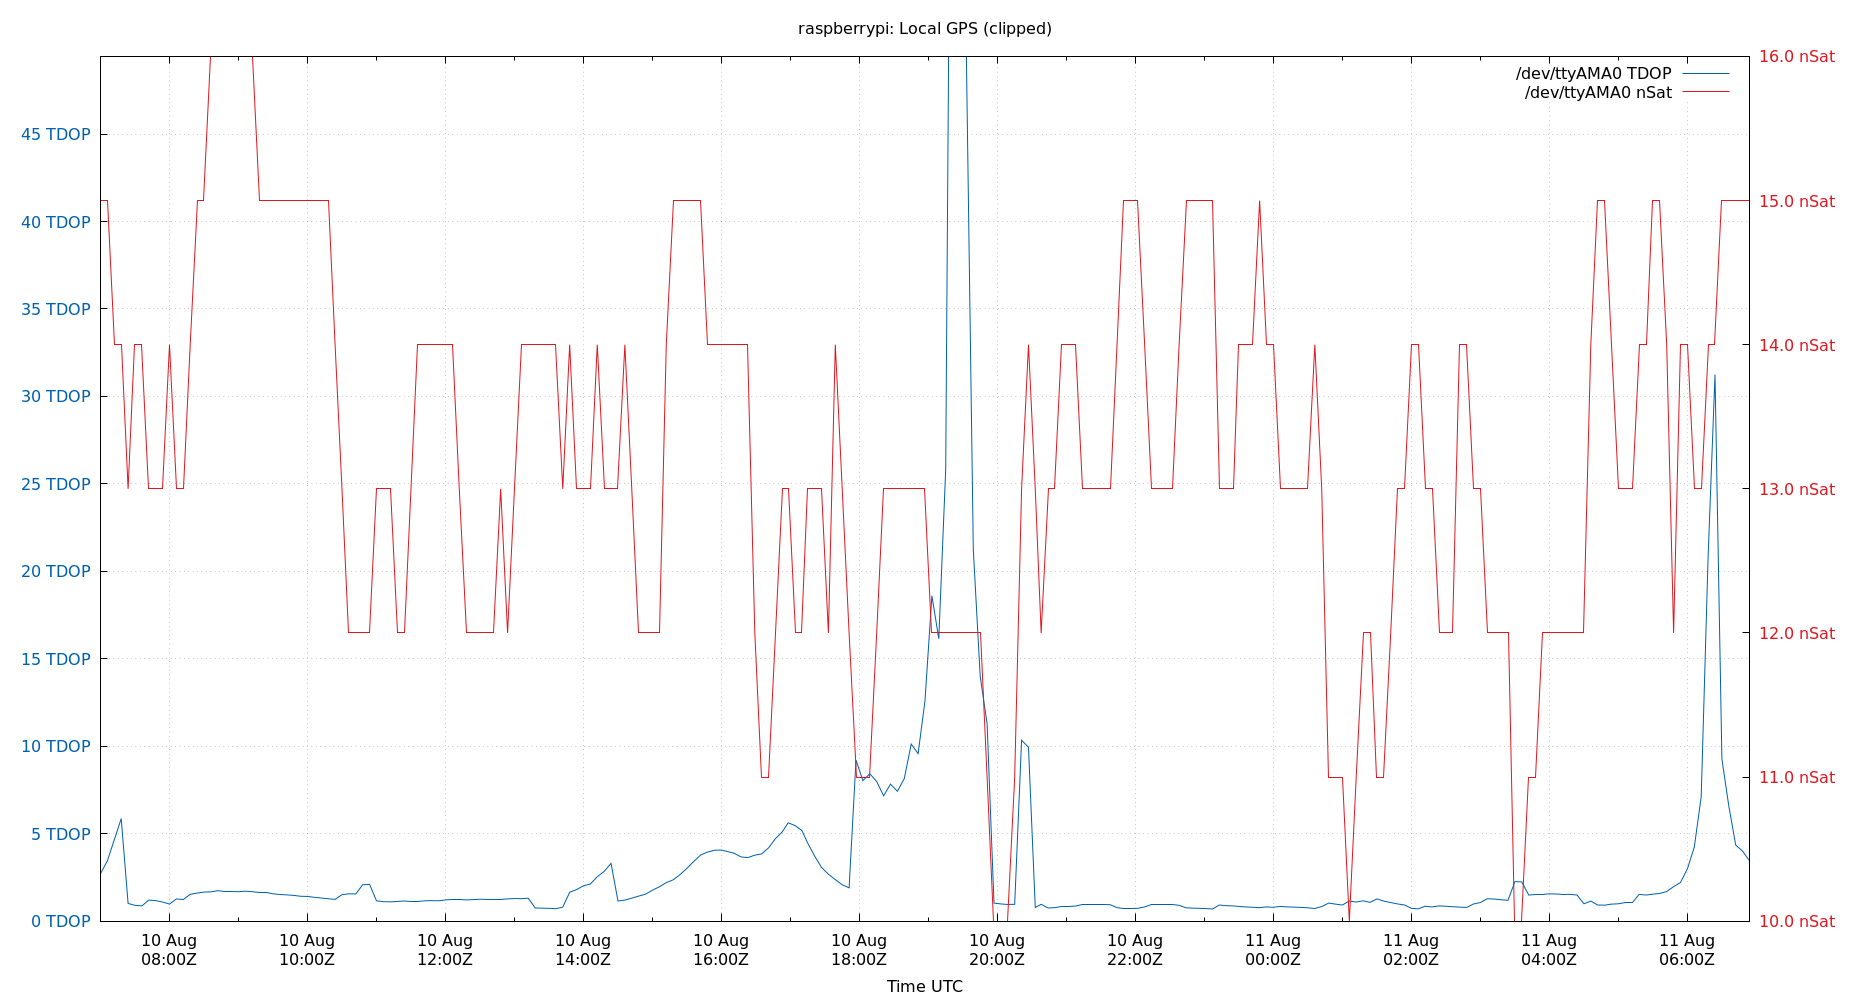 raspberrypi: Local GPS (clipped)
/dev/ttyAMA0 TDOP
/dev/ttyAMA0 nSat
45 TDOP
40 TDOP
35 TDOP
30 TDOP
25 TDOP
20 TDOP
15 TDOP
10 TDOP
5 TDOP
0 TDOP
16.0 nSat
15.0 nSat
14.0 nSat
13.0 nSat
12.0 nSat
11.0 nSat
10.0 nSat
10 Aug
08:00Z
10 Aug
10:00Z
10 Aug
12:00Z
10 Aug
14:00Z
10 Aug
16:00Z
10 Aug
18:00Z
10 Aug
20:00Z
10 Aug
22:00Z
11 Aug
00:00Z
11 Aug
02:00Z
11 Aug
04:00Z
11 Aug
06:00Z
Time UTC